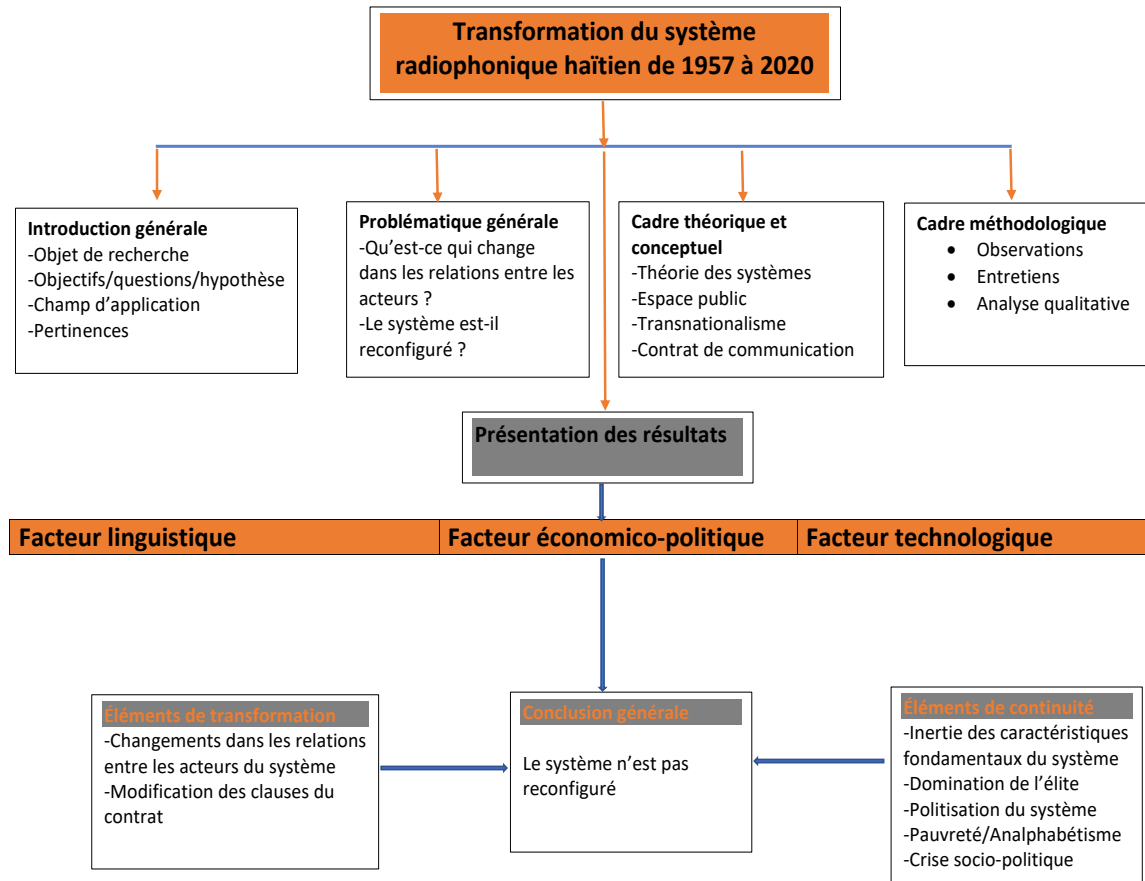 Transformation du système
radiophonique haïtien de 1957 à 2020
Introduction générale
-Objet de recherche
-Objectifs/questions/hypothèse
-Champ d'application
-Pertinences
Problématique générale
-Qu'est-ce qui change
dans les relations entre les
acteurs ?
-Le système est-il
reconfiguré ?
Cadre théorique et
conceptuel
-Théorie des systèmes
-Espace public
-Transnationalisme
-Contrat de communication
Cadre méthodologique
• Observations
• Entretiens
• Analyse qualitative
Présentation des résultats
Facteur linguistique
Facteur économico-politique
Facteur technologique
Éléments de transformation
-Changements dans les relations
entre les acteurs du système
-Modification des clauses du
contrat
Conclusion générale
Le système n'est pas
reconfiguré
Éléments de continuité
-Inertie des caractéristiques
fondamentaux du système
-Domination de l'élite
-Politisation du système
-Pauvreté/Analphabétisme
-Crise socio-politique